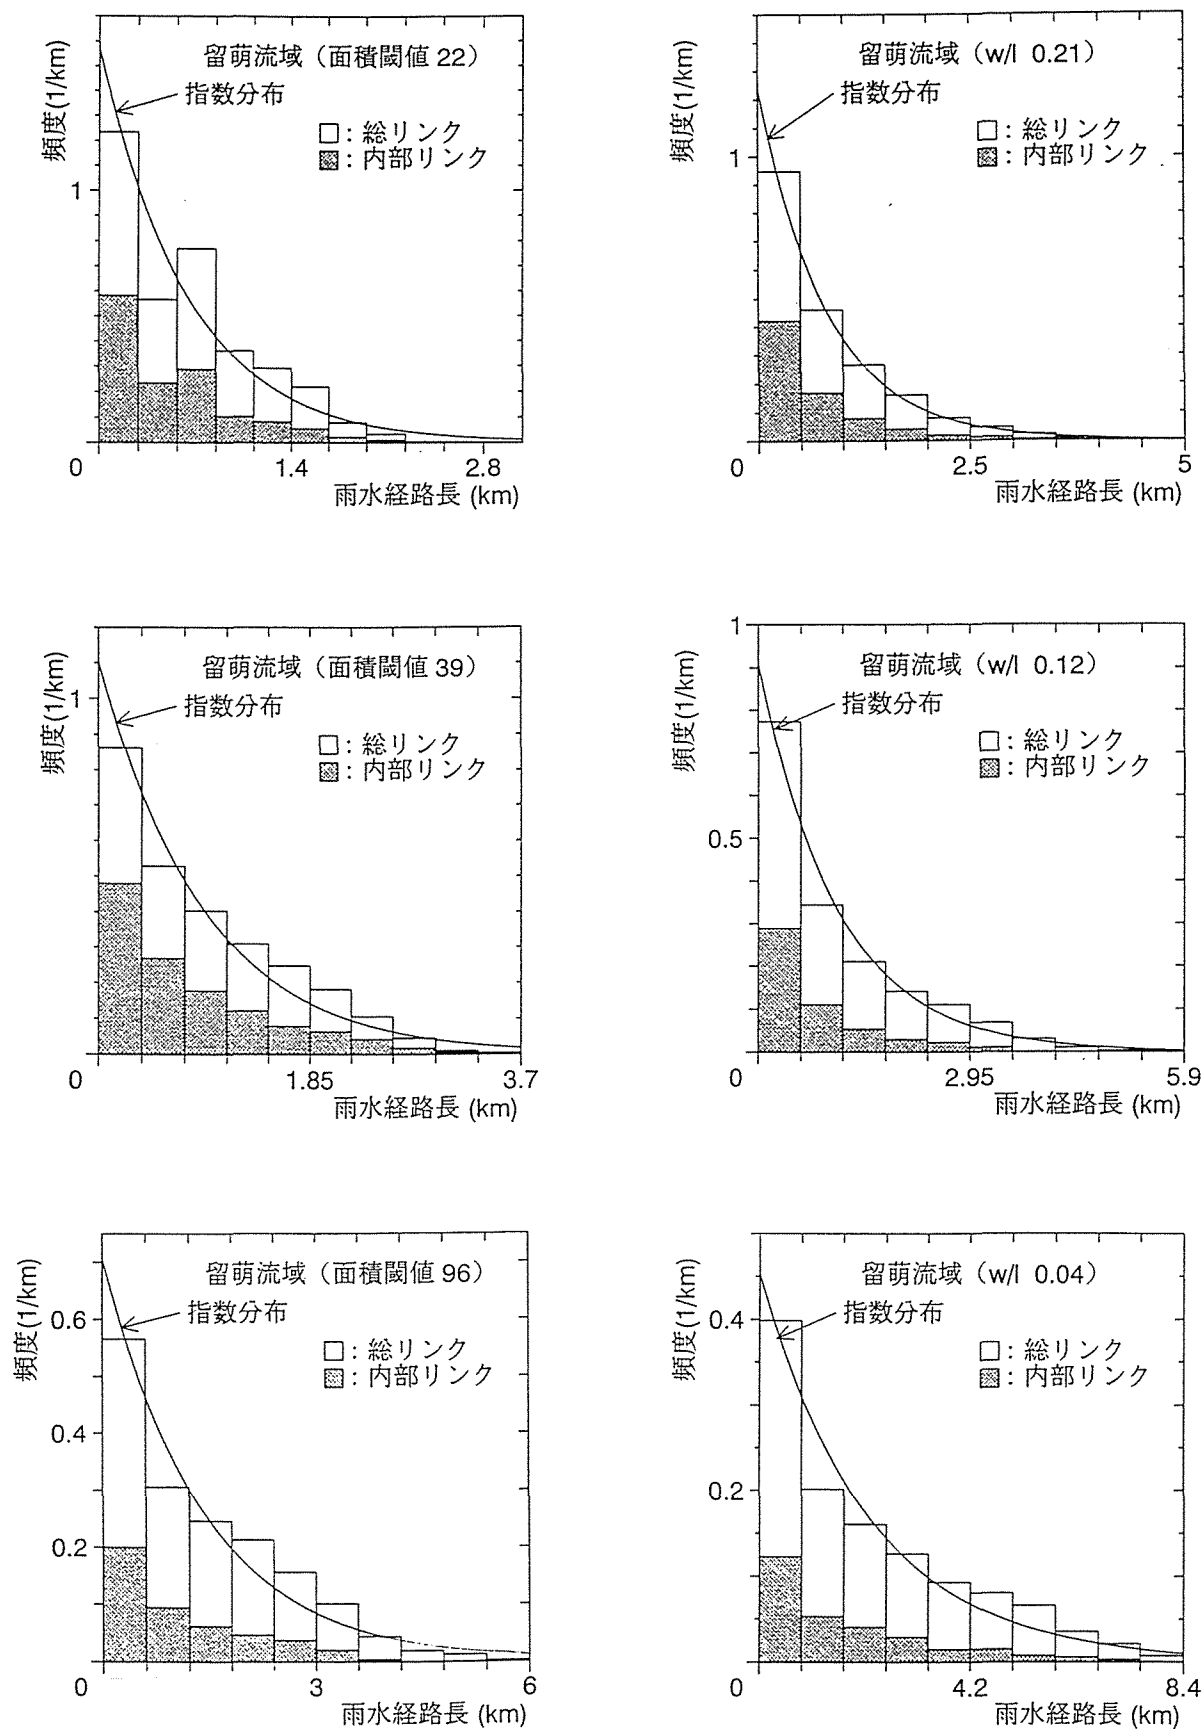 頻度(1/km)
留萌流域（面積閾値 22）
指数分布
□：総リンク
：内部リンク
1
0
1.4
2.8
雨水経路長 (km)
頻度(1/km)
留萌流域（w/l 0.21）
指数分布
□：総リンク
：内部リンク
1
0
2.5
5
雨水経路長 (km)
頻度(1/km)
留萌流域（面積閾値 39）
指数分布
□：総リンク
：内部リンク
1
0
1.85
3.7
雨水経路長 (km)
頻度(1/km)
留萌流域（w/l 0.12）
指数分布
□：総リンク
：内部リンク
1
0.5
0
2.95
5.9
雨水経路長 (km)
頻度(1/km)
留萌流域（面積閾値 96）
指数分布
□：総リンク
：内部リンク
0.6
0.4
0.2
0
3
6
雨水経路長 (km)
頻度(1/km)
留萌流域（w/l 0.04）
指数分布
□：総リンク
：内部リンク
0.4
0.2
0
4.2
8.4
雨水経路長 (km)